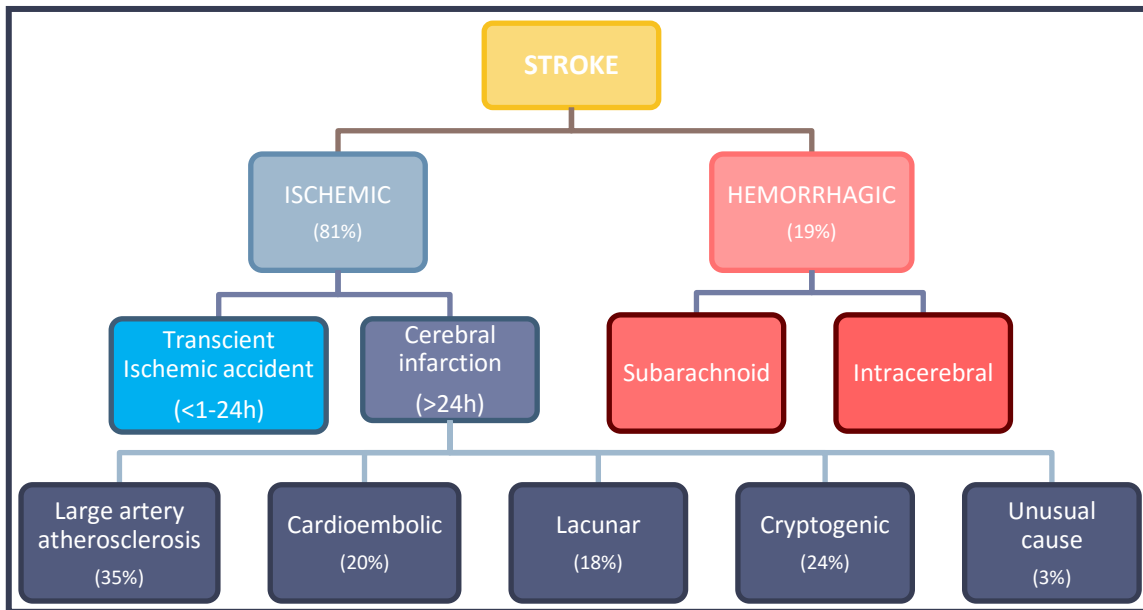 STROKE
ISCHEMIC
(81%)
HEMORRHAGIC
(19%)
Transcient
Ischemic accident
(<1-24h)
Cerebral
infarction
(>24h)
Subarachnoid
Intracerebral
Large artery
atherosclerosis
(35%)
Cardioembolic
(20%)
Lacunar
(18%)
Cryptogenic
(24%)
Unusual
cause
(3%)